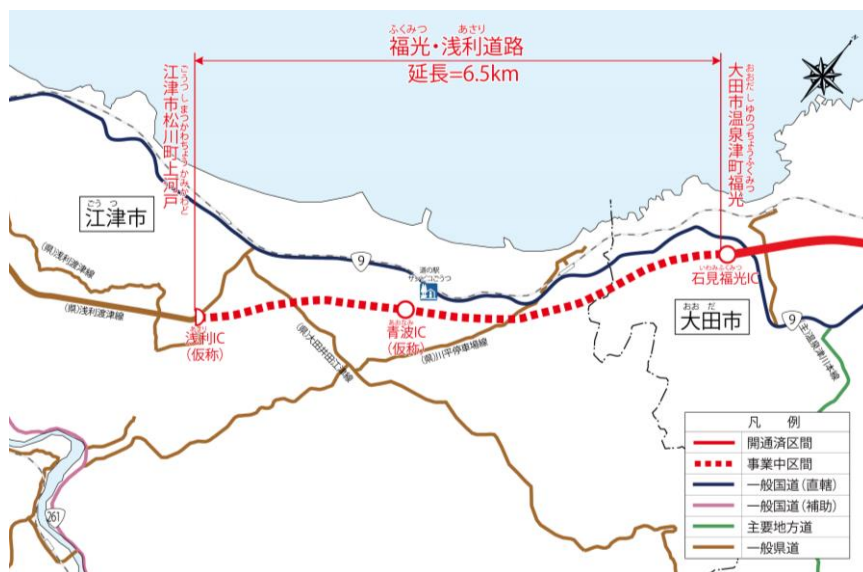 ふくみつ あさり
福光・浅利道路
延長=6.5km
ごうつしまつかわちょうかみかわど
江津市松川町上河戸
おおだしゆのつちょうふくみつ
大田市温泉津町福光
N
ごう つ
江津市
9
道の駅
サンピコごうつ
いわみふくみつ
石見福光IC
おお だ
大田市
(県)浅利渡津線
(県)浅利渡津線
あさり
浅利IC
(仮称)
あおなみ
青波IC
(仮称)
(県)大田井田江津線
(県)川平停車場線
9
(主)温泉津川本線
261
凡 例
開通済区間
事業中区間
一般国道(直轄)
一般国道(補助)
主要地方道
一般県道